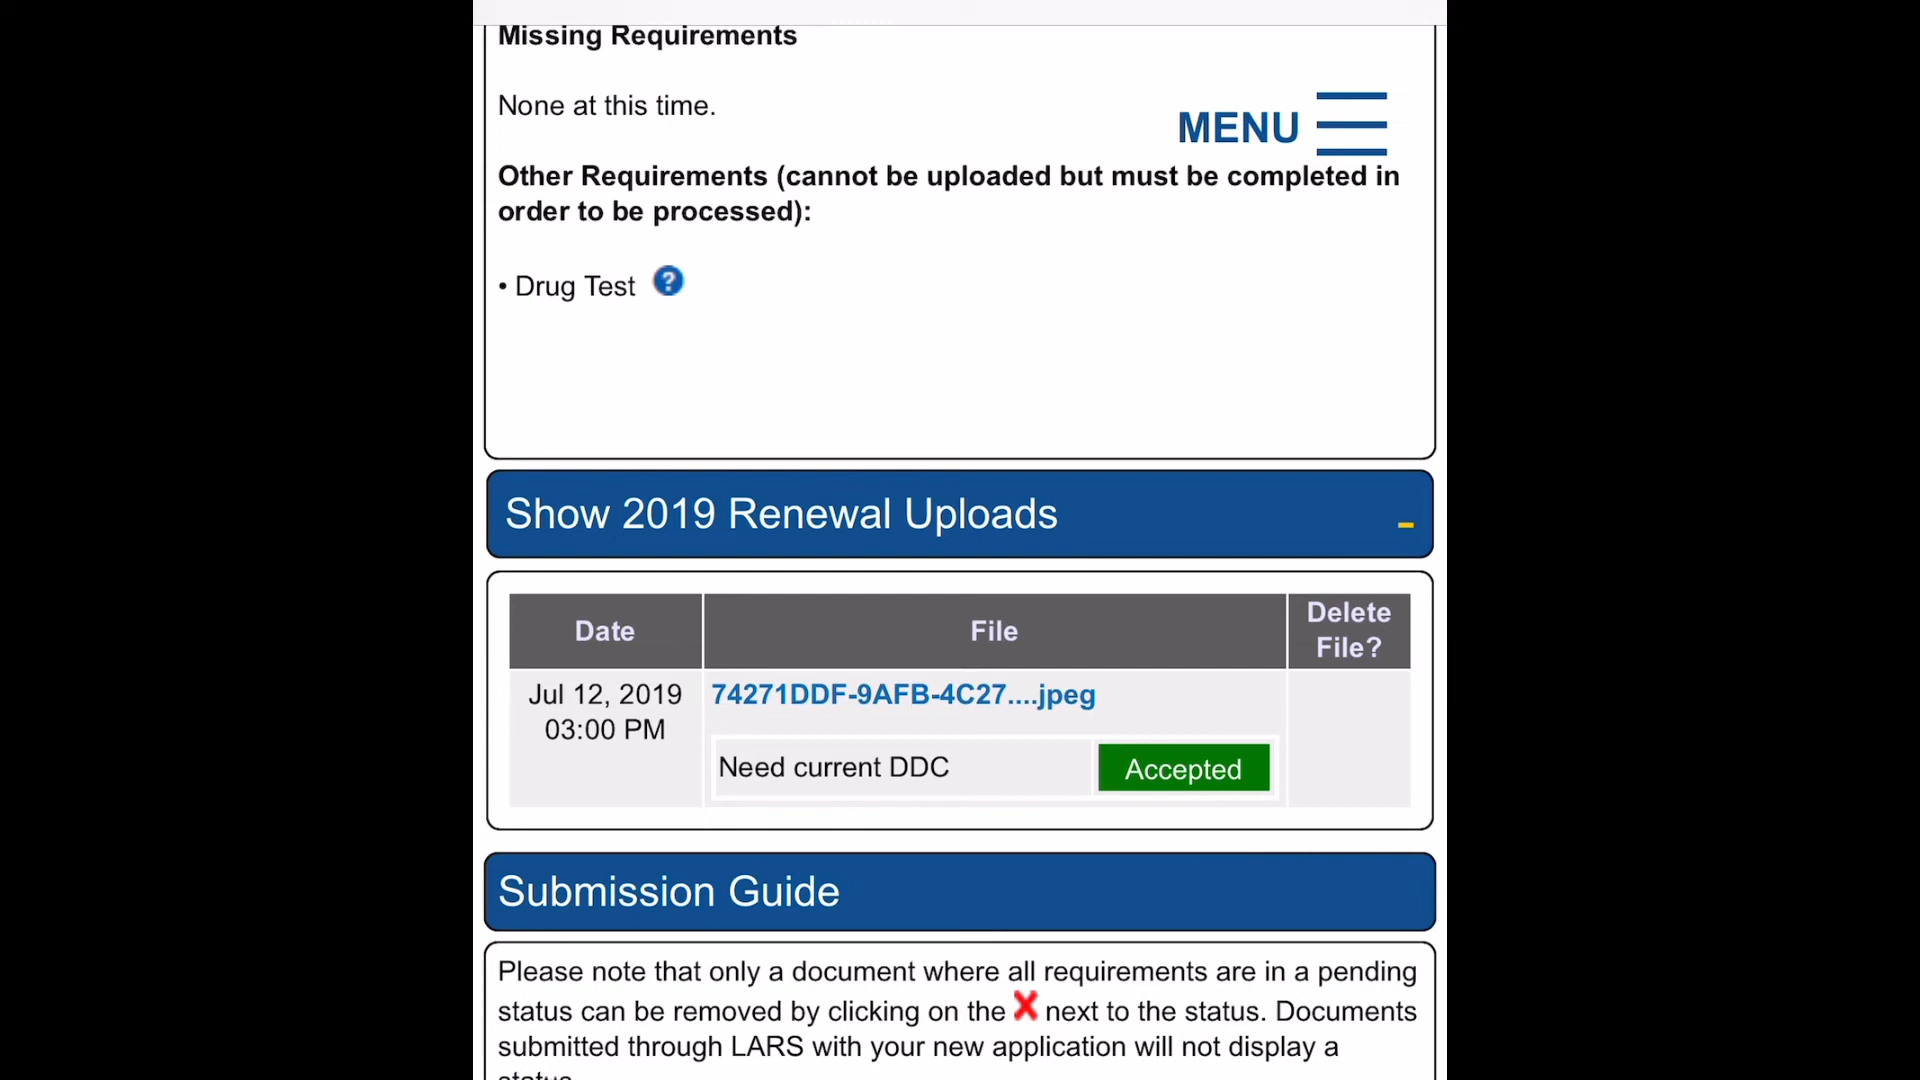 Missing Requirements
None at this time.
MENU
Other Requirements (cannot be uploaded but must be completed in
order to be processed):
• Drug Test ?
Show 2019 Renewal Uploads -
Date File Delete
File?
Jul 12, 2019 74271DDF-9AFB-4C27....jpeg
03:00 PM
Need current DDC Accepted
Submission Guide
Please note that only a document where all requirements are in a pending
status can be removed by clicking on the X next to the status. Documents
submitted through LARS with your new application will not display a
status.